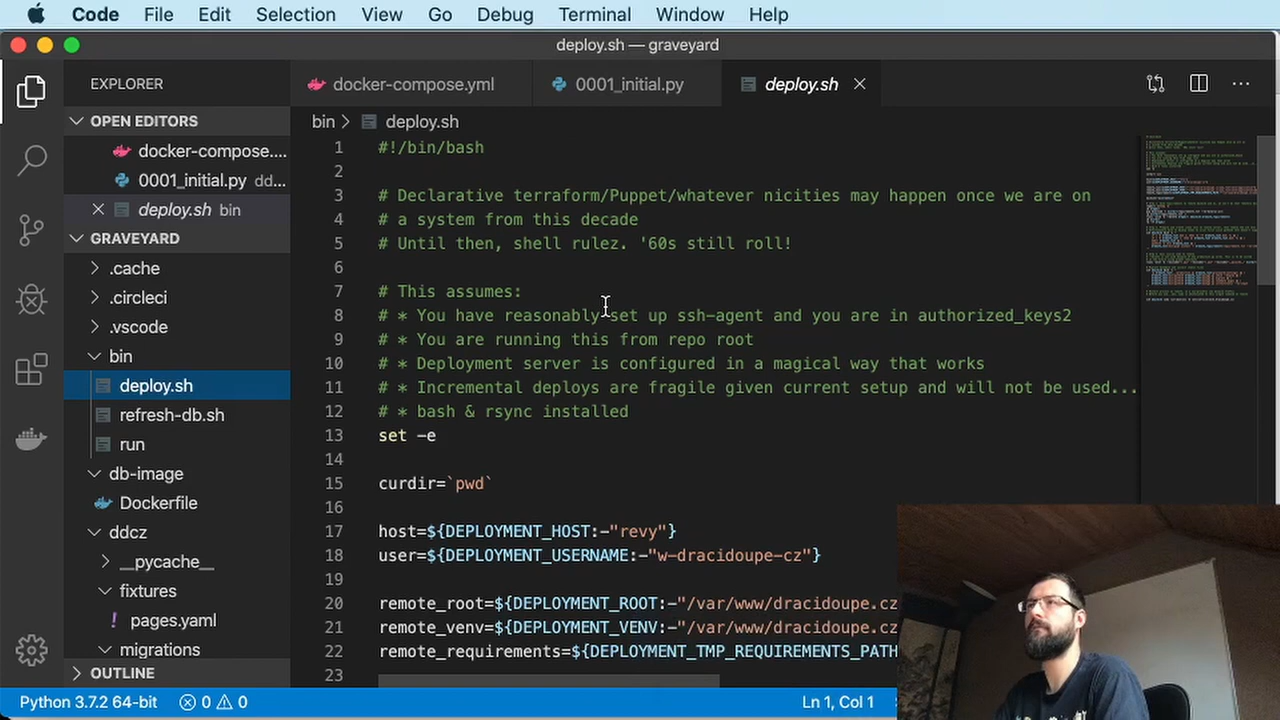 Code File Edit Selection View Go Debug Terminal Window Help
deploy.sh — graveyard
EXPLORER
docker-compose.yml
0001_initial.py
deploy.sh
OPEN EDITORS
docker-compose....
0001_initial.py dd...
deploy.sh bin
GRAVEYARD
.cache
.circleci
.vscode
bin
deploy.sh
refresh-db.sh
run
db-image
Dockerfile
ddcz
__pycache__
fixtures
pages.yaml
migrations
OUTLINE
bin > deploy.sh
1 #!/bin/bash
2
3 # Declarative terraform/Puppet/whatever nicities may happen once we are on
4 # a system from this decade
5 # Until then, shell rulez. '60s still roll!
6
7 # This assumes:
8 # * You have reasonably set up ssh-agent and you are in authorized_keys2
9 # * You are running this from repo root
10 # * Deployment server is configured in a magical way that works
11 # * Incremental deploys are fragile given current setup and will not be used...
12 # * bash & rsync installed
13 set -e
14
15 curdir=`pwd`
16
17 host=${DEPLOYMENT_HOST:-"revy"}
18 user=${DEPLOYMENT_USERNAME:-"w-dracidoupe-cz"}
19
20 remote_root=${DEPLOYMENT_ROOT:-"/var/www/dracidoupe.cz
21 remote_venv=${DEPLOYMENT_VENV:-"/var/www/dracidoupe.cz
22 remote_requirements=${DEPLOYMENT_TMP_REQUIREMENTS_PATH
23
Python 3.7.2 64-bit 0 0 Ln 1, Col 1